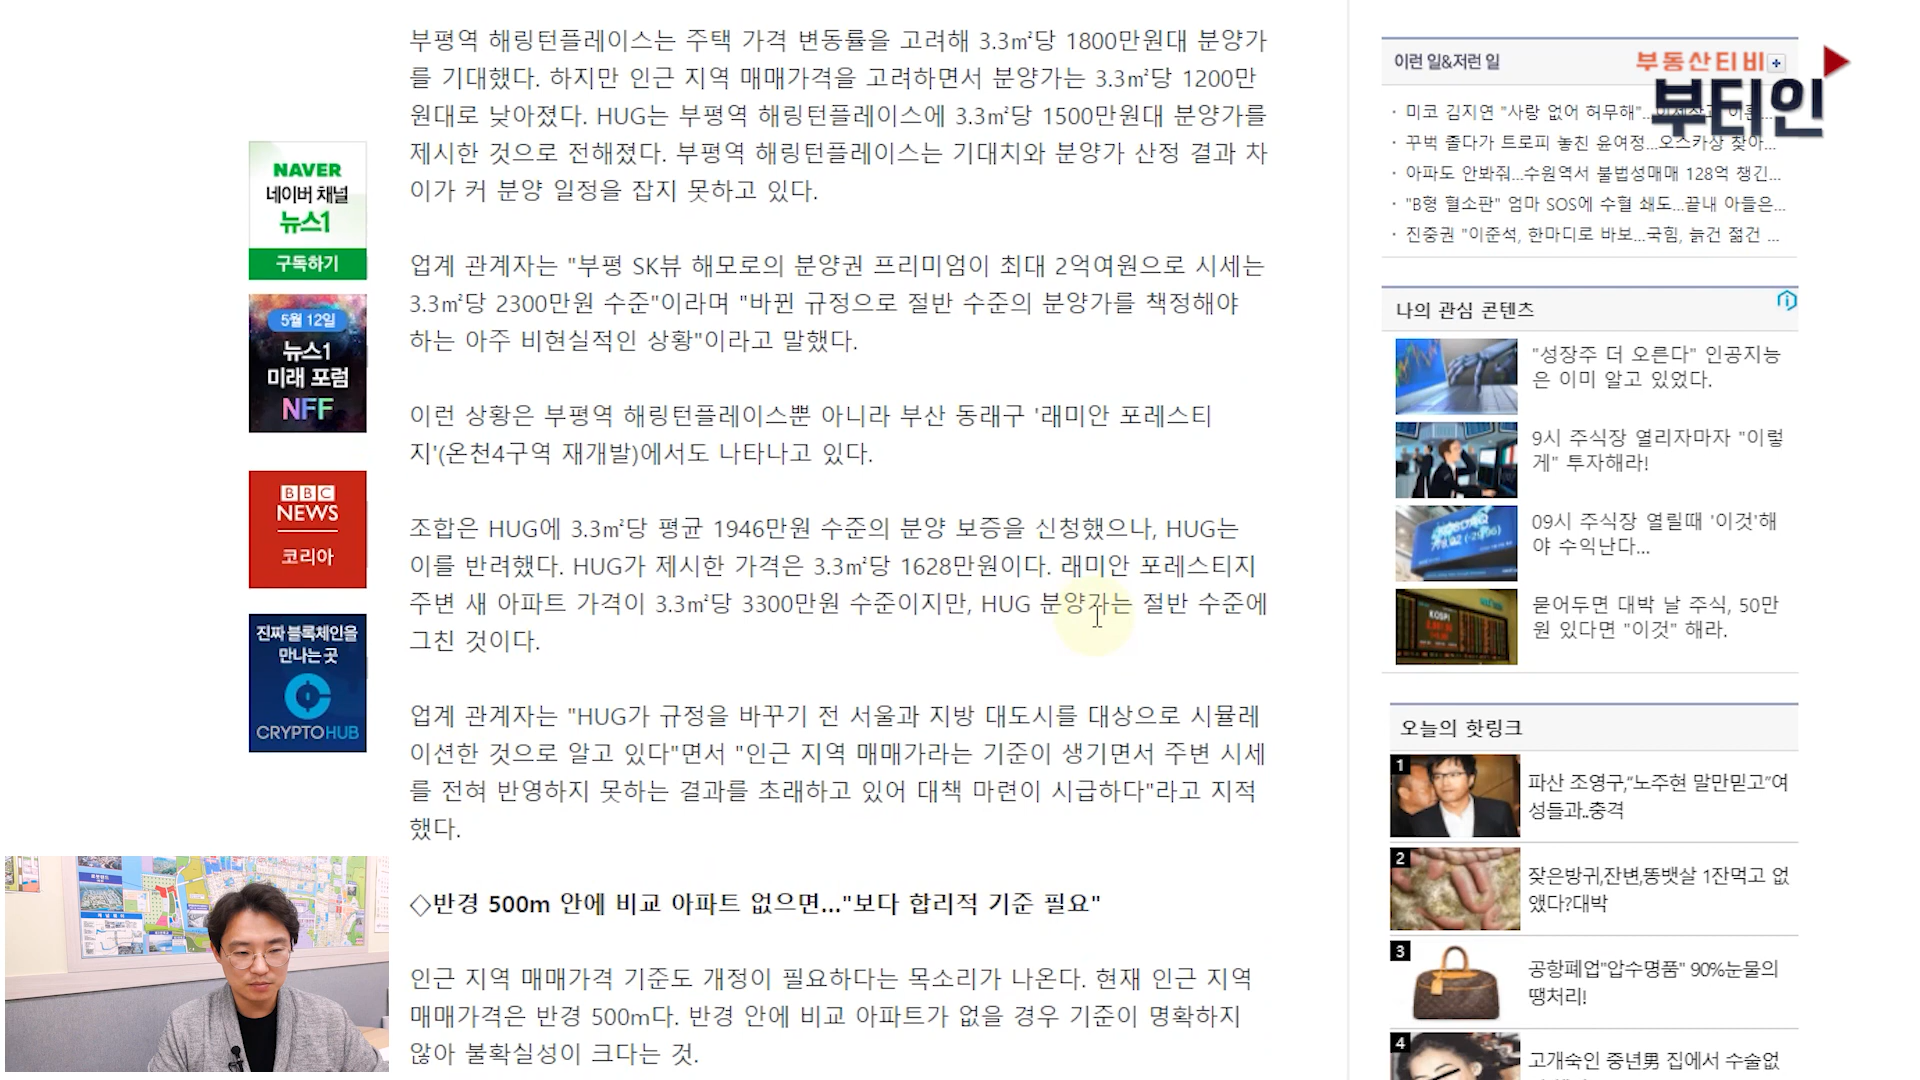 부평역 해링턴플레이스는 주택 가격 변동률을 고려해 3.3㎡당 1800만원대 분양가
를 기대했다. 하지만 인근 지역 매매가격을 고려하면서 분양가는 3.3㎡당 1200만
원대로 낮아졌다. HUG는 부평역 해링턴플레이스에 3.3㎡당 1500만원대 분양가를
제시한 것으로 전해졌다. 부평역 해링턴플레이스는 기대치와 분양가 산정 결과 차
이가 커 분양 일정을 잡지 못하고 있다.
업계 관계자는 "부평 SK뷰 해모로의 분양권 프리미엄이 최대 2억여원으로 시세는
3.3㎡당 2300만원 수준"이라며 "바뀐 규정으로 절반 수준의 분양가를 책정해야
하는 아주 비현실적인 상황"이라고 말했다.
이런 상황은 부평역 해링턴플레이스뿐 아니라 부산 동래구 '래미안 포레스티
지'(온천4구역 재개발)에서도 나타나고 있다.
조합은 HUG에 3.3㎡당 평균 1946만원 수준의 분양 보증을 신청했으나, HUG는
이를 반려했다. HUG가 제시한 가격은 3.3㎡당 1628만원이다. 래미안 포레스티지
주변 새 아파트 가격이 3.3㎡당 3300만원 수준이지만, HUG 분양가는 절반 수준에
그친 것이다.
업계 관계자는 "HUG가 규정을 바꾸기 전 서울과 지방 대도시를 대상으로 시뮬레
이션한 것으로 알고 있다"면서 "인근 지역 매매가라는 기준이 생기면서 주변 시세
를 전혀 반영하지 못하는 결과를 초래하고 있어 대책 마련이 시급하다"라고 지적
했다.
◇반경 500m 안에 비교 아파트 없으면..."보다 합리적 기준 필요"
인근 지역 매매가격 기준도 개정이 필요하다는 목소리가 나온다. 현재 인근 지역
매매가격은 반경 500m다. 반경 안에 비교 아파트가 없을 경우 기준이 명확하지
않아 불확실성이 크다는 것.
NAVER
네이버 채널
뉴스1
구독하기
5월 12일
뉴스1
미래 포럼
NFF
BBC
NEWS
코리아
진짜 블록체인을
만나는 곳
CRYPTOHUB
이런 일&저런 일
부동산티비
부티인
· 미코 김지연 "사랑 없어 허무해"...
· 꾸벅 졸다가 트로피 놓친 윤여정...오스카상 찾아...
· 아파도 안봐줘...수원역서 불법성매매 128억 챙긴...
· "B형 혈소판" 엄마 SOS에 수혈 쇄도...끝내 아들은...
· 진중권 "이준석, 한마디로 바보...국힘, 늙건 젊건 ...
나의 관심 콘텐츠
"성장주 더 오른다" 인공지능
은 이미 알고 있었다.
9시 주식장 열리자마자 "이렇
게" 투자해라!
09시 주식장 열릴때 '이것'해
야 수익난다...
묻어두면 대박 날 주식, 50만
원 있다면 "이것" 해라.
오늘의 핫링크
1
파산 조영구,"노주현 말만믿고"여
성들과..충격
2
잦은방귀,잔변,똥뱃살 1잔먹고 없
앴다?대박
3
공항폐업"압수명품" 90%눈물의
땡처리!
4
고개숙인 중년男 집에서 수술없